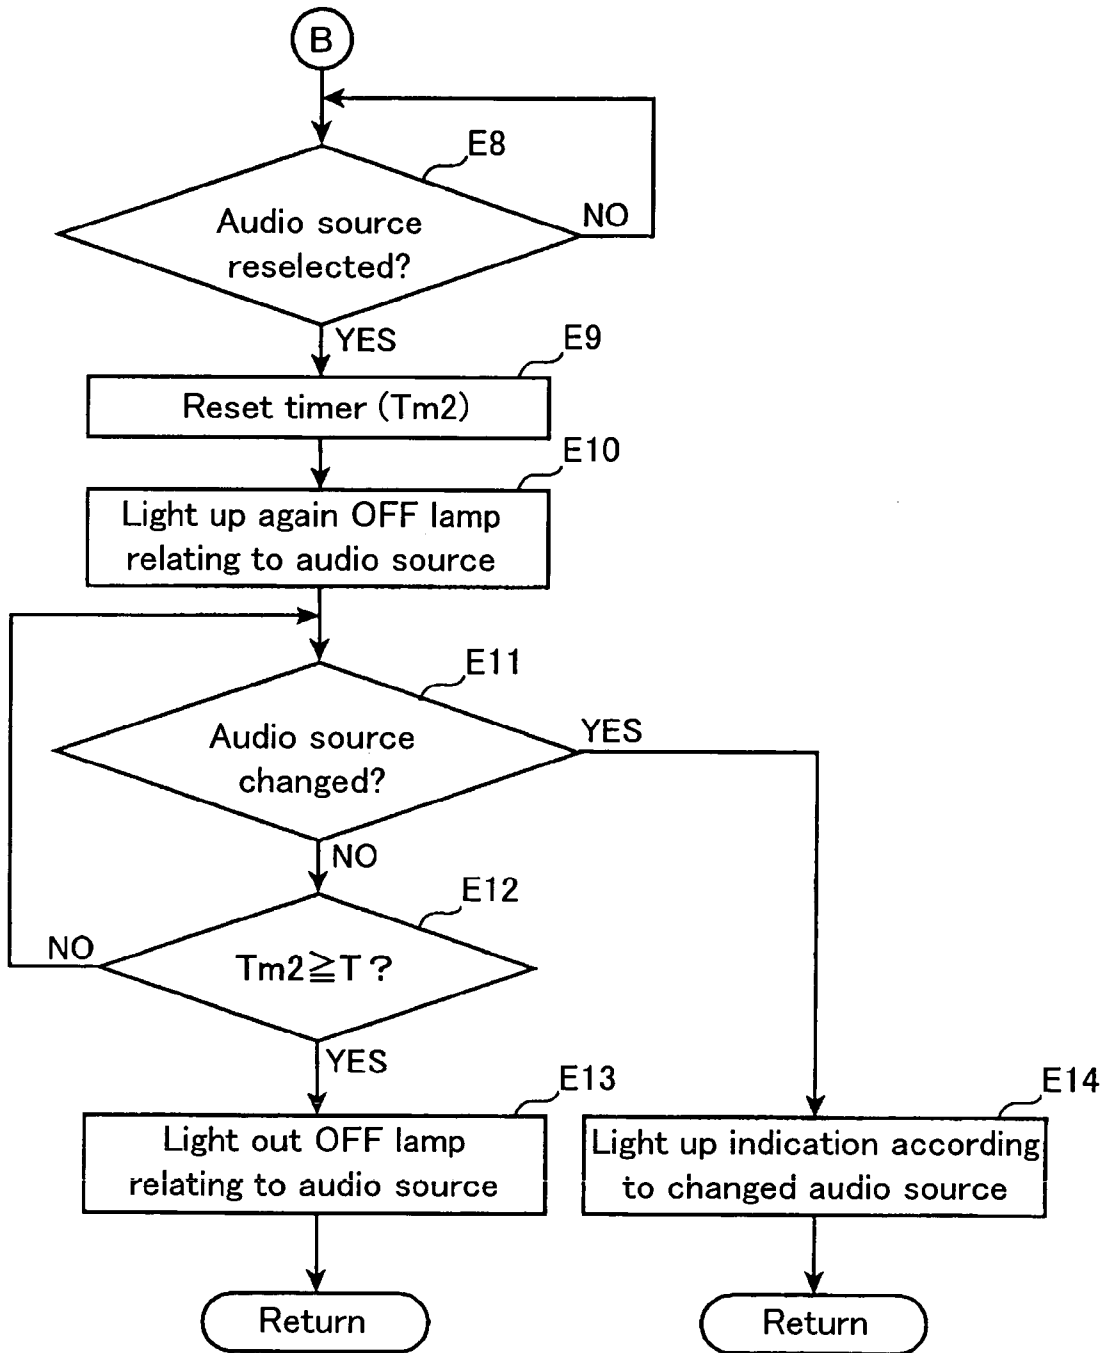 B
E8
Audio source
reselected?
NO
YES
E9
Reset timer (Tm2)
E10
Light up again OFF lamp
relating to audio source
E11
Audio source
changed?
YES
NO
E12
Tm2≧T?
NO
YES
E13
Light out OFF lamp
relating to audio source
E14
Light up indication according
to changed audio source
Return
Return